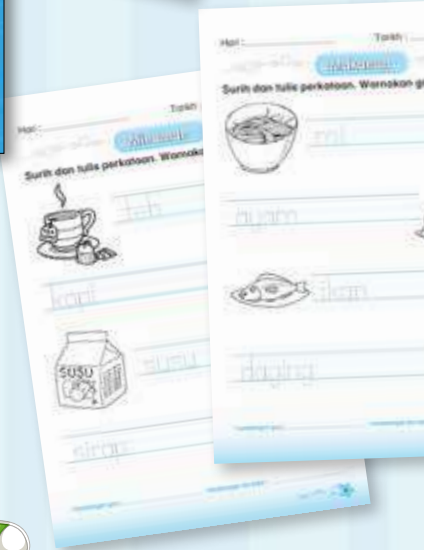 Hari :
Tarikh
Minuman
Surih dan tulis perkataan. Warnaka
teh
kopi
SUSU
susu
sirap
Hari :
Tarikh :
Makanan
Surih dan tulis perkataan. Warnakan g
mi
ayam
ikan
daging